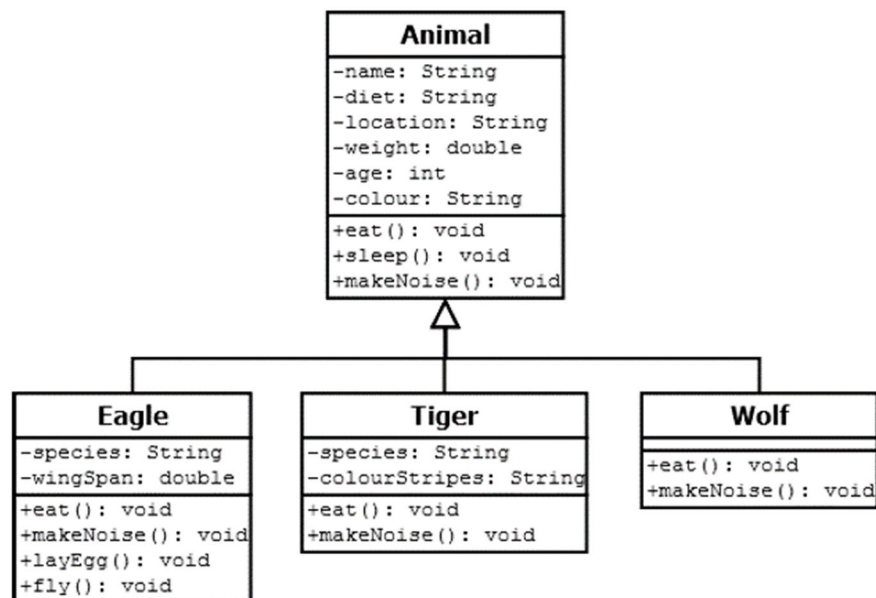 Animal
-name: String
-diet: String
-location: String
-weight: double
-age: int
-colour: String
+eat(): void
+sleep(): void
+makeNoise(): void
Eagle
-species: String
-wingSpan: double
+eat(): void
+makeNoise(): void
+layEgg(): void
+fly(): void
Tiger
-species: String
-colourStripes: String
+eat(): void
+makeNoise(): void
Wolf
+eat(): void
+makeNoise(): void